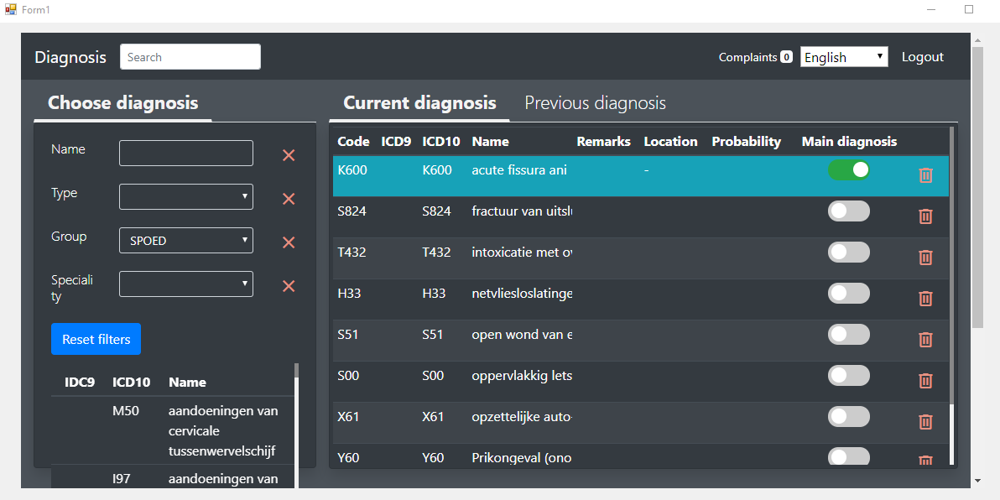 Form1
Diagnosis
Search
Complaints 0
English
Logout
Choose diagnosis
Name
Type
Group
SPOED
Speciali
ty
Reset filters
IDC9 ICD10 Name
M50 aandoeningen van
cervicale
tussenwervelschijf
I97 aandoeningen van
Current diagnosis
Previous diagnosis
Code ICD9 ICD10 Name Remarks Location Probability Main diagnosis
K600 K600 acute fissura ani -
S824 S824 fractuur van uitslu
T432 T432 intoxicatie met ov
H33 H33 netvliesloslatinge
S51 S51 open wond van e
S00 S00 oppervlakkig lets
X61 X61 opzettelijke auto-
Y60 Y60 Prikongeval (ono